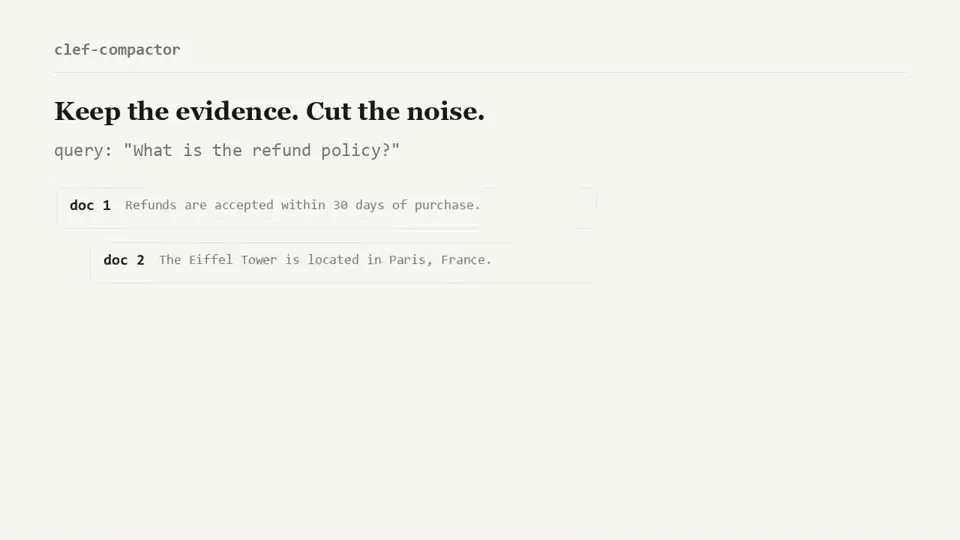 clef-compactor
Keep the evidence. Cut the noise.
query: "What is the refund policy?"
doc 1 Refunds are accepted within 30 days of purchase.
doc 2 The Eiffel Tower is located in Paris, France.